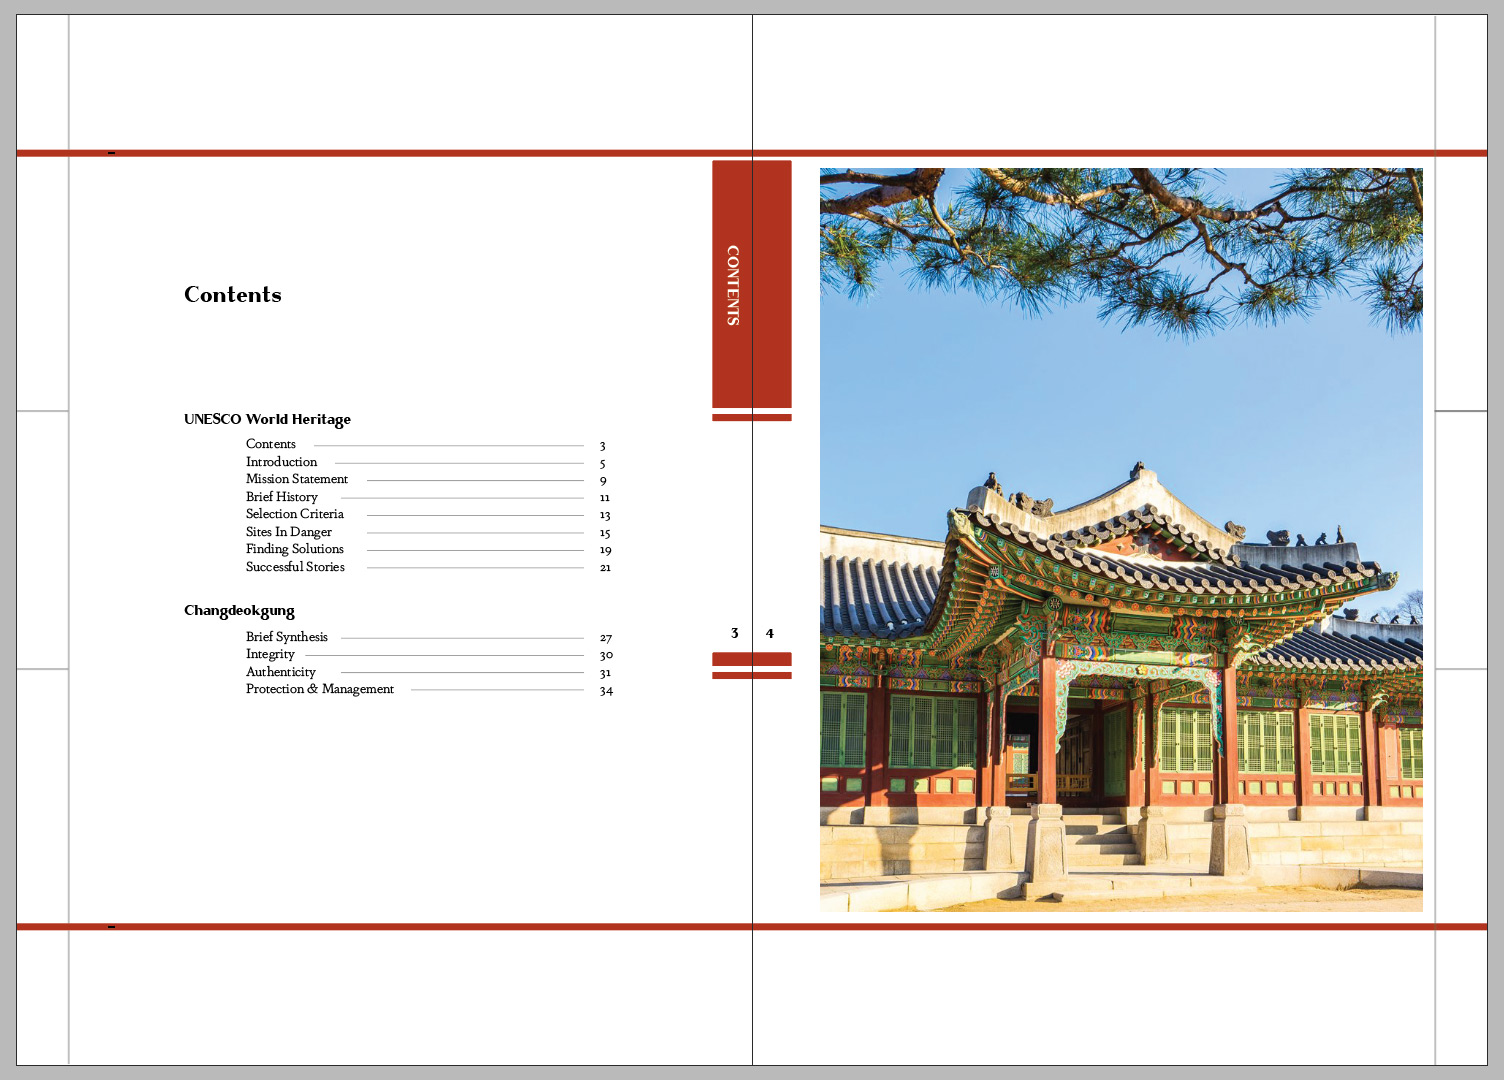 Contents
UNESCO World Heritage
Contents 3
Introduction 5
Mission Statement 9
Brief History 11
Selection Criteria 13
Sites In Danger 15
Finding Solutions 19
Successful Stories 21
Changdeokgung
Brief Synthesis 27
Integrity 30
Authenticity 31
Protection & Management 34
CONTENTS
3 4